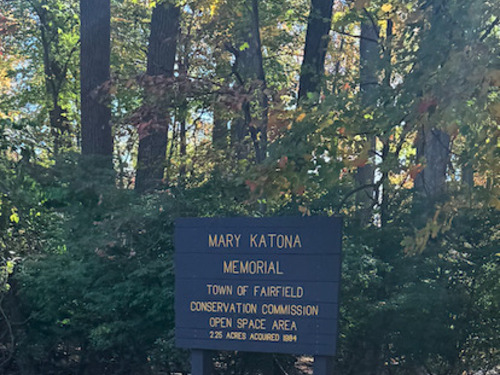 MARY KATONA
MEMORIAL
TOWN OF FAIRFIELD
CONSERVATION COMMISSION
OPEN SPACE AREA
2.25 ACRES ACQUIRED 1984